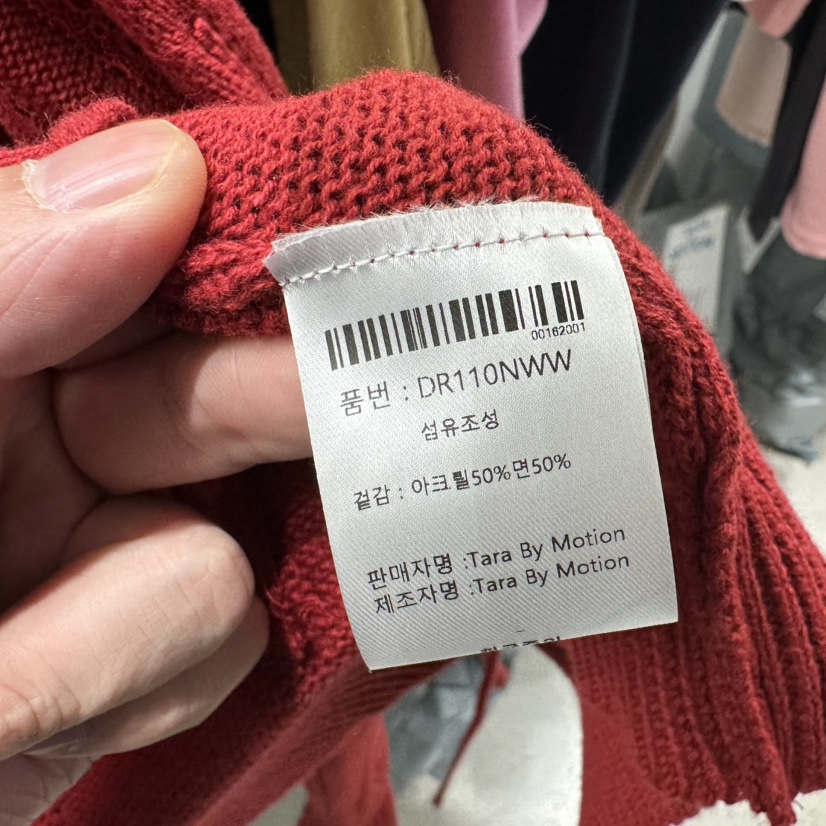 00162001
품번 : DR110NWW
섬유조성
겉감 : 아크릴50%면50%
판매자명 :Tara By Motion
제조자명 :Tara By Motion